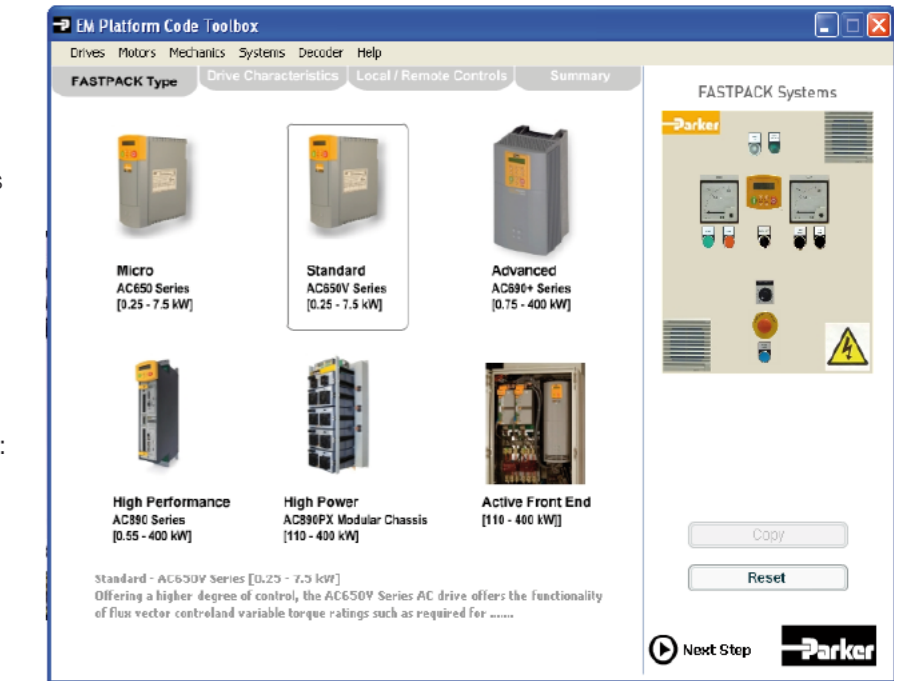 EM Platform Code Toolbox
Drives Motors Mechanics Systems Decoder Help
FASTPACK Type Drive Characteristics Local / Remote Controls Summary
FASTPACK Systems
Parker
s
Micro
AC650 Series
[0.25 - 7.5 kW]
Standard
AC650V Series
[0.25 - 7.5 kW]
Advanced
AC690+ Series
[0.75 - 400 kW]
:
High Performance
AC890 Series
[0.55 - 400 kW]
High Power
AC890PX Modular Chassis
[110 - 400 kW]
Active Front End
[110 - 400 kW]]
Copy
Reset
Standard - AC650V Series [0.25 - 7.5 kW]
Offering a higher degree of control, the AC650V Series AC drive offers the functionality
of flux vector controland variable torque ratings such as required for .......
Next Step
Parker